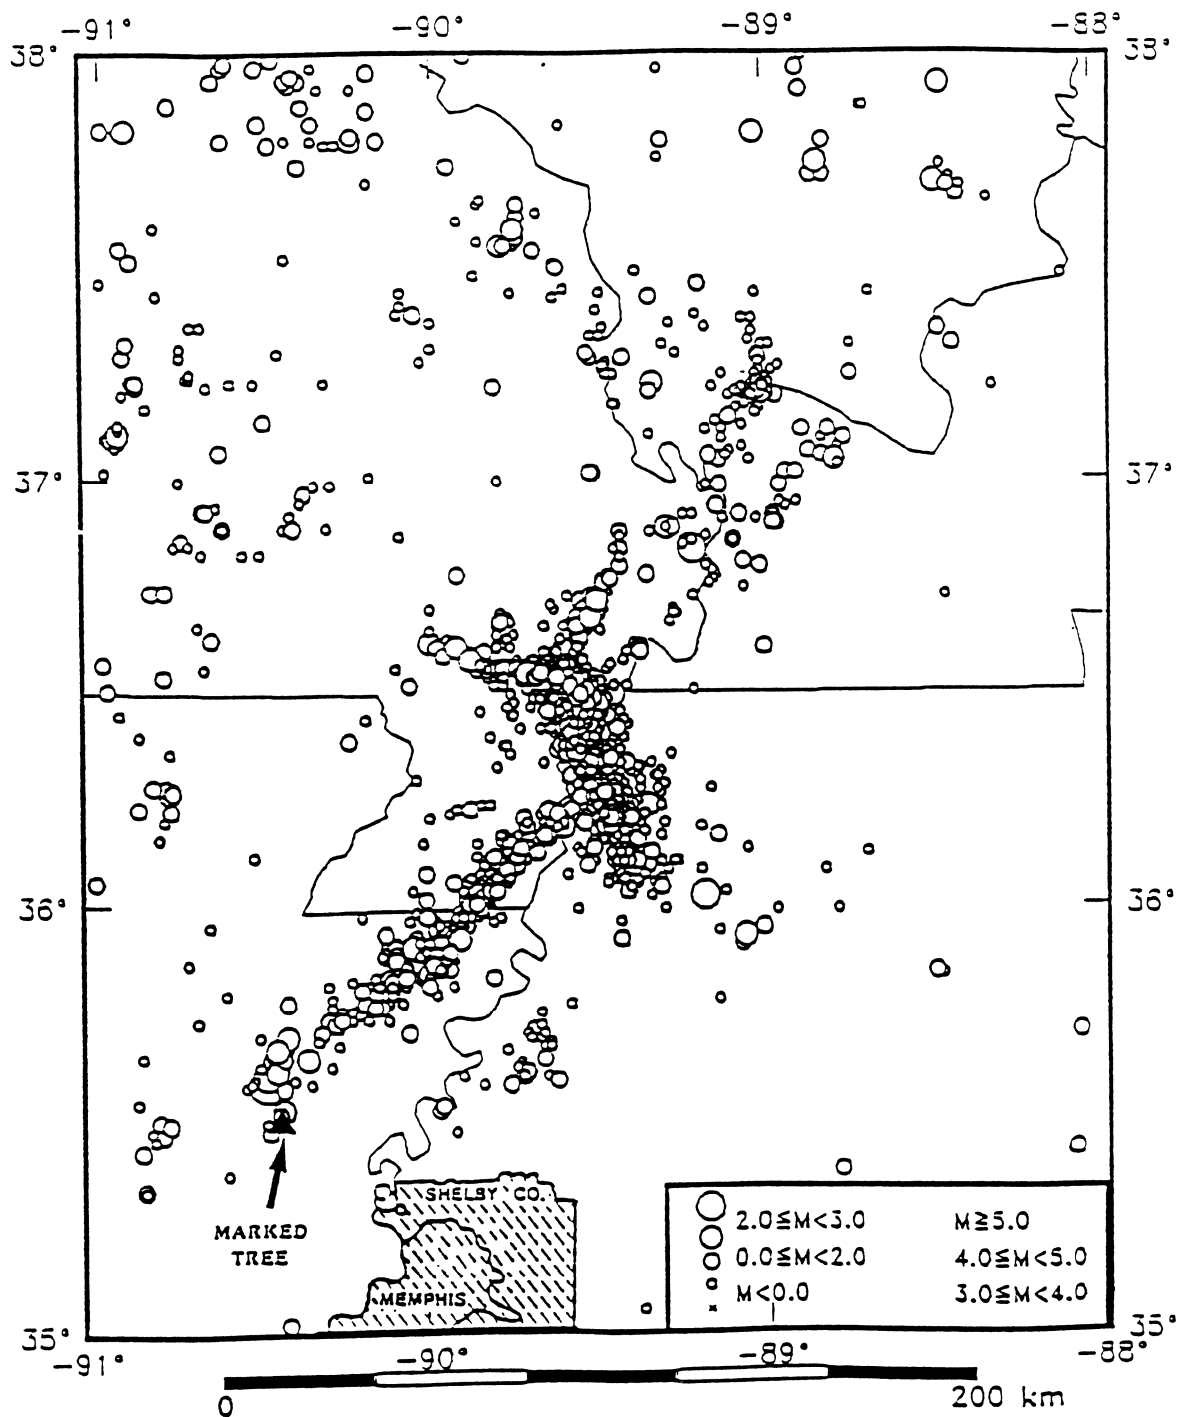 -91° -90° -89° -88°
38° 38°
37° 37°
36° 36°
SHELBY CO.
MARKED
TREE
MEMPHIS
2.0≦M<3.0 M≧5.0
0.0≦M<2.0 4.0≦M<5.0
M<0.0 3.0≦M<4.0
35° 35°
-91° -90° -89° -88°
0 200 km